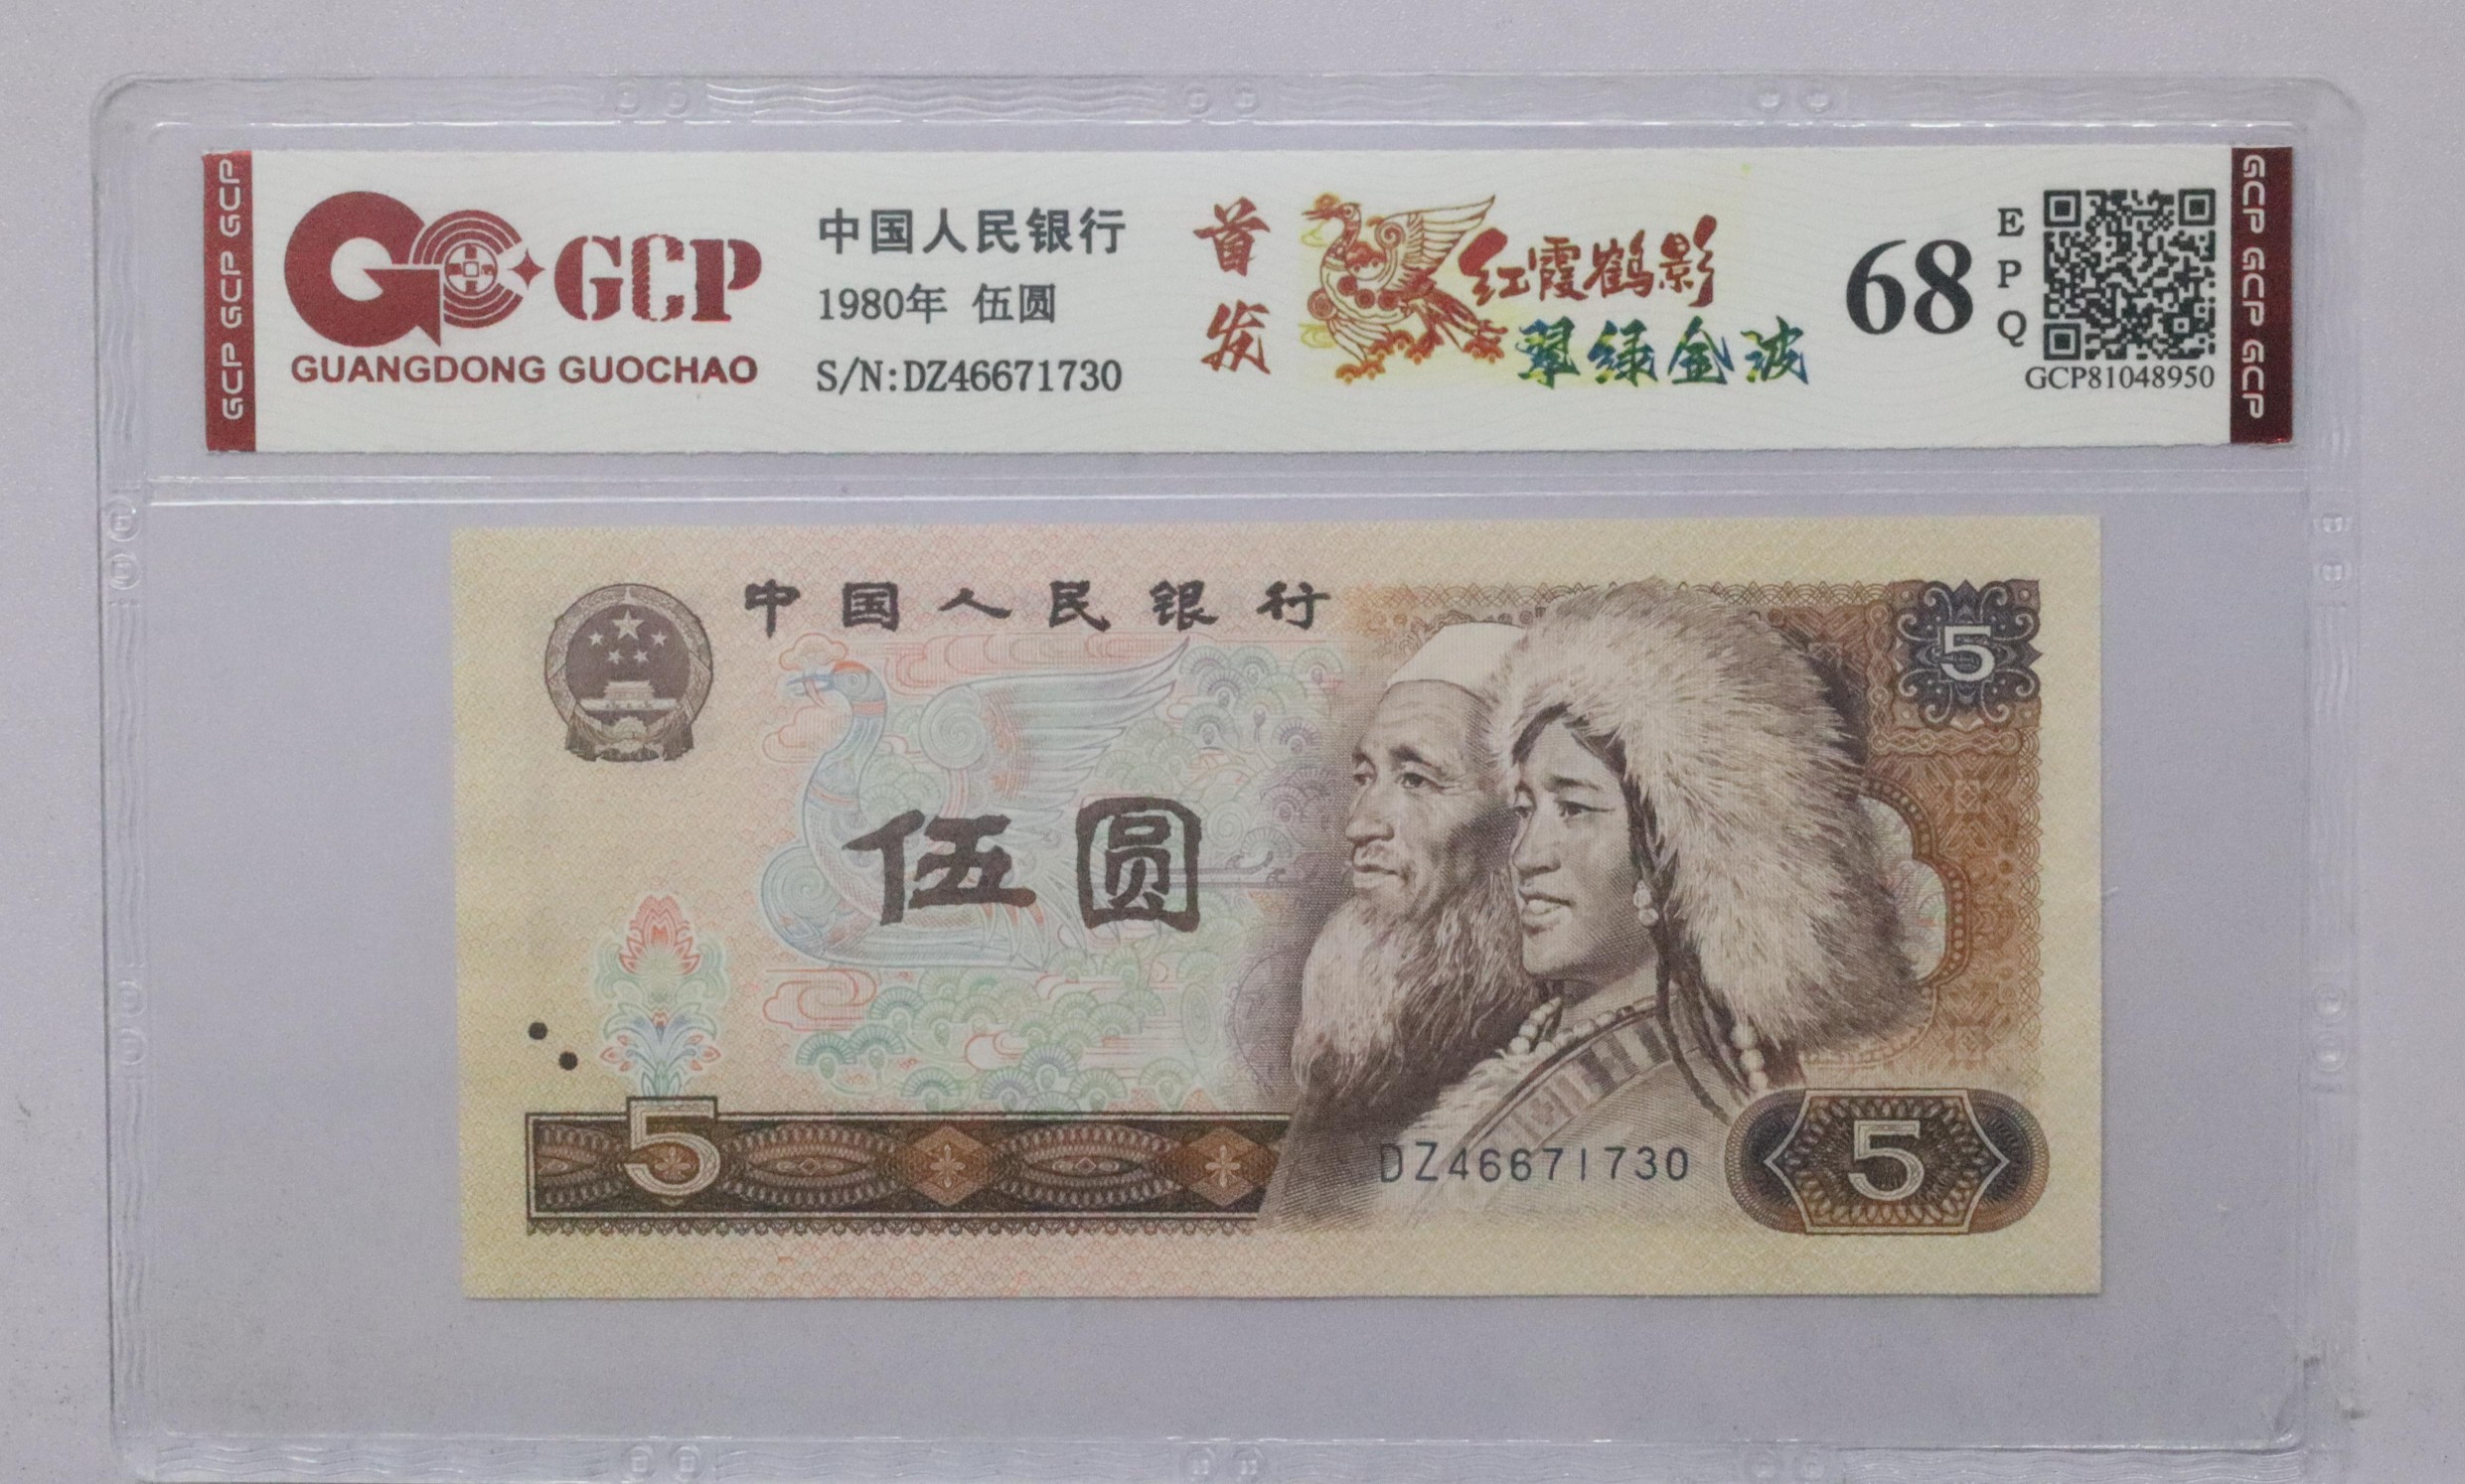 GCP GCP GCP
GCP
GUANGDONG GUOCHAO
中国人民银行
1980年 伍圆
S/N:DZ46671730
首发
红霞鹤影
翠绿金波
68
EPQ
GCP81048950
GCP GCP GCP
中国人民银行
5
伍圆
5
DZ46671730
5